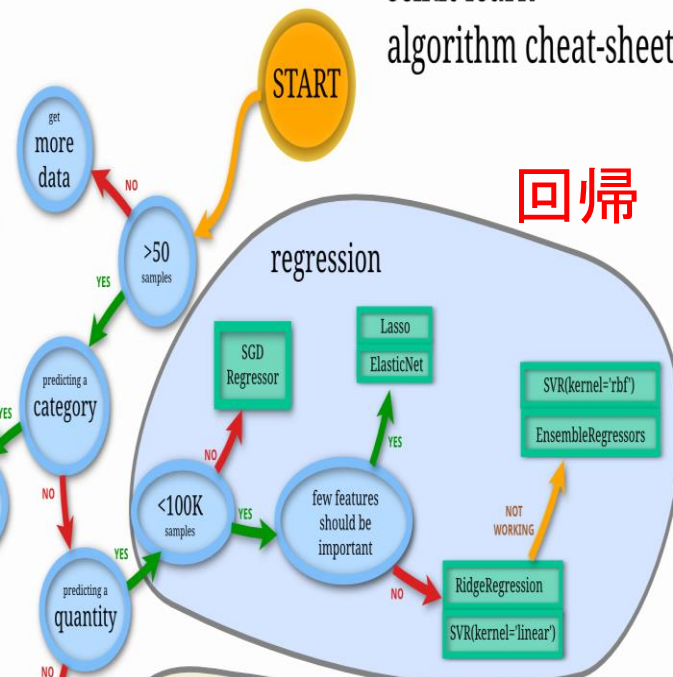 algorithm cheat-sheet
START
get
more
data
NO
回帰
>50
samples
regression
YES
predicting a
category
YES
NO
SGD
Regressor
Lasso
ElasticNet
SVR(kernel='rbf')
EnsembleRegressors
NO
YES
<100K
samples
YES
few features
should be
important
NOT
WORKING
NO
RidgeRegression
SVR(kernel='linear')
YES
predicting a
quantity
NO